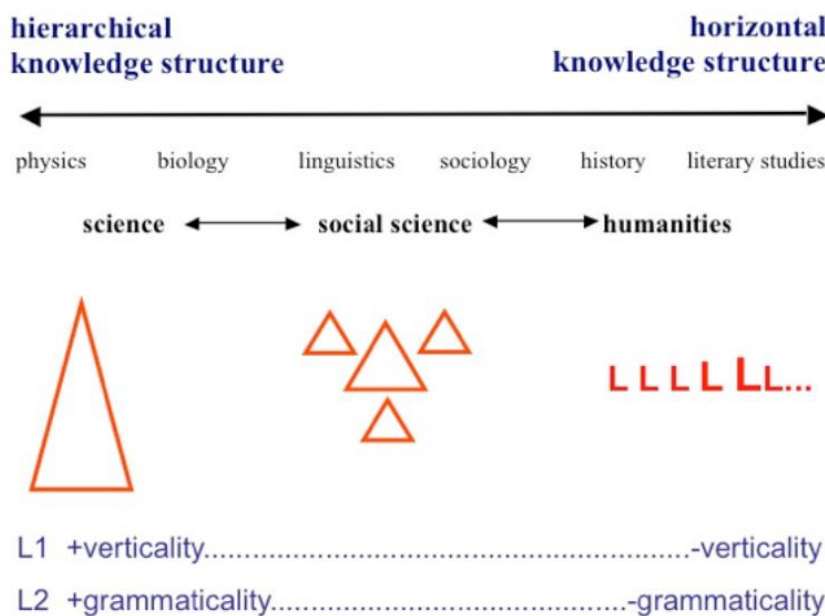 hierarchical horizontal
knowledge structure knowledge structure
physics biology linguistics sociology history literary studies
science social science humanities
L L L L L L...
L1 +verticality.................................................-verticality
L2 +grammaticality....................................-grammaticality